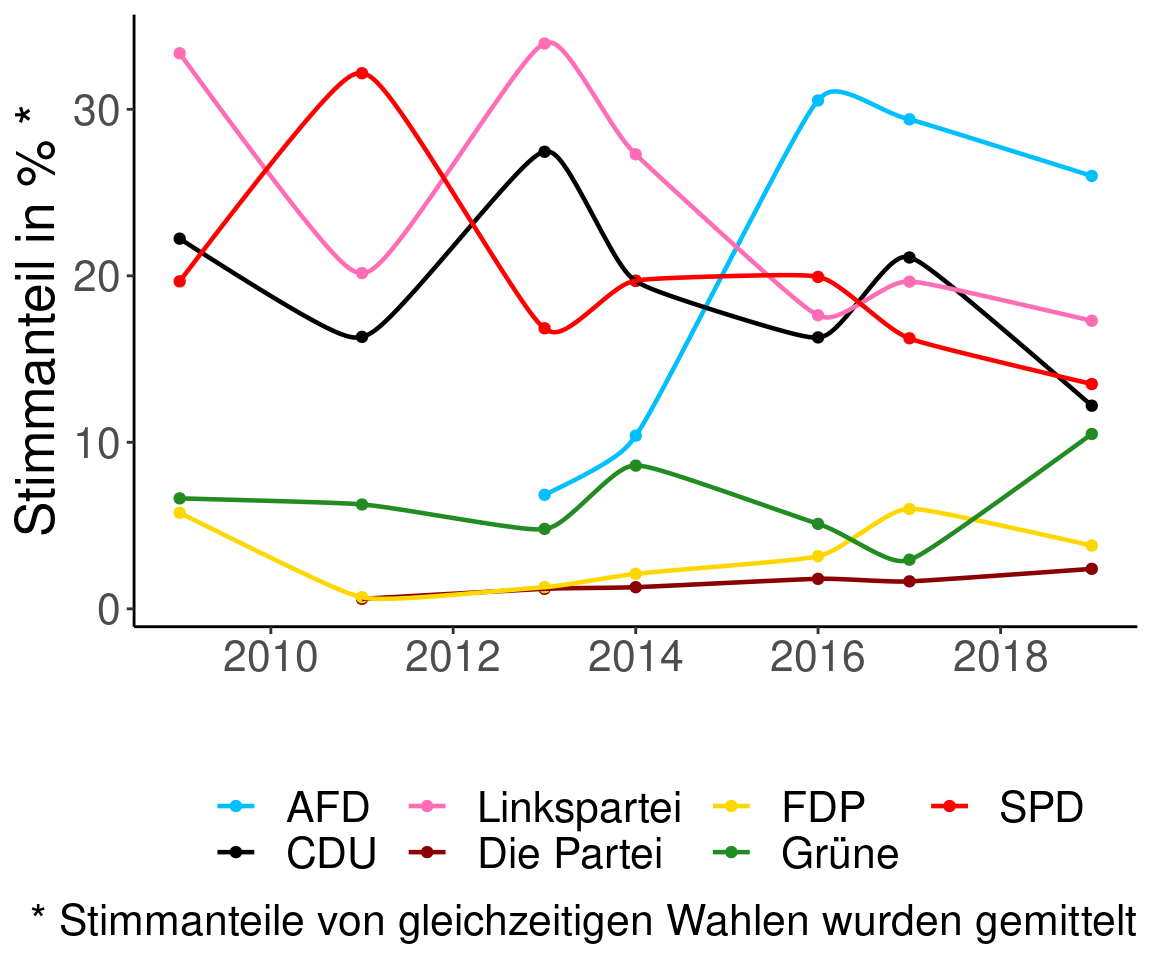 Stimmanteil in % *
30
20
10
0
2010 2012 2014 2016 2018
AFD Linkspartei FDP SPD
CDU Die Partei Grüne
* Stimmanteile von gleichzeitigen Wahlen wurden gemittelt